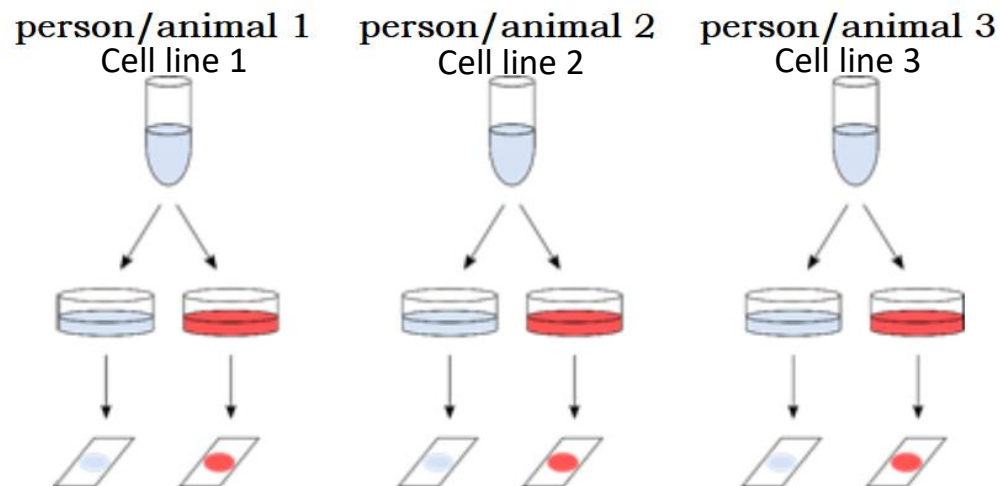 person/animal 1
Cell line 1
person/animal 2
Cell line 2
person/animal 3
Cell line 3